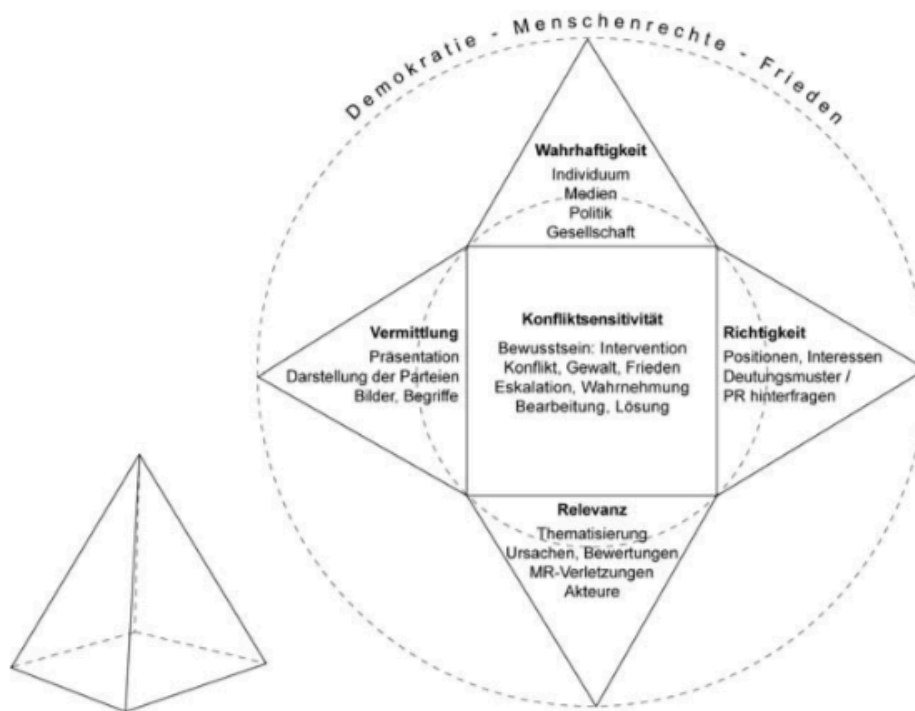 Demokratie - Menschenrechte - Frieden
Wahrhaftigkeit
Individuum
Medien
Politik
Gesellschaft
Vermittlung
Präsentation
Darstellung der Parteien
Bilder, Begriffe
Konfliktsensitivität
Bewusstsein: Intervention
Konflikt, Gewalt, Frieden
Eskalation, Wahrnehmung
Bearbeitung, Lösung
Richtigkeit
Positionen, Interessen
Deutungsmuster /
PR hinterfragen
Relevanz
Thematisierung
Ursachen, Bewertungen
MR-Verletzungen
Akteure